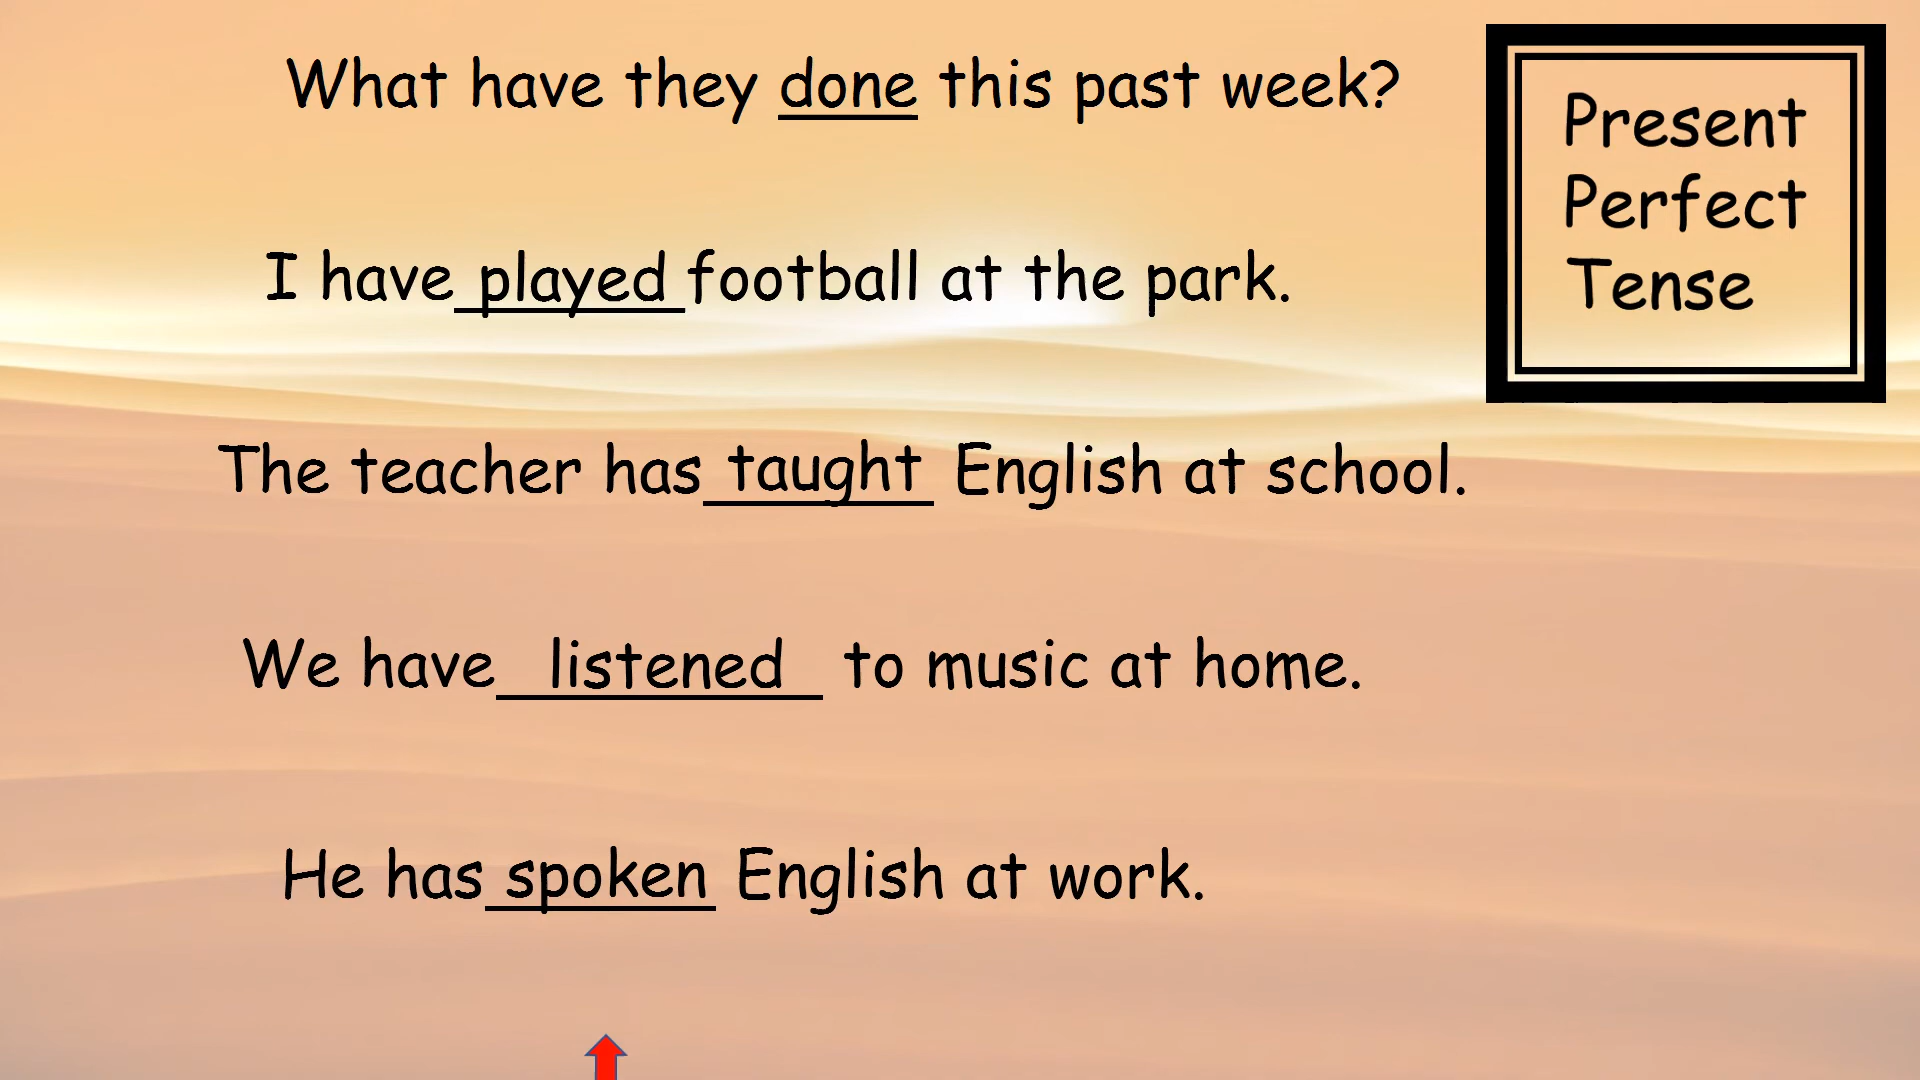 What have they done this past week?
Present
Perfect
Tense
I have played football at the park.
The teacher has taught English at school.
We have listened to music at home.
He has spoken English at work.